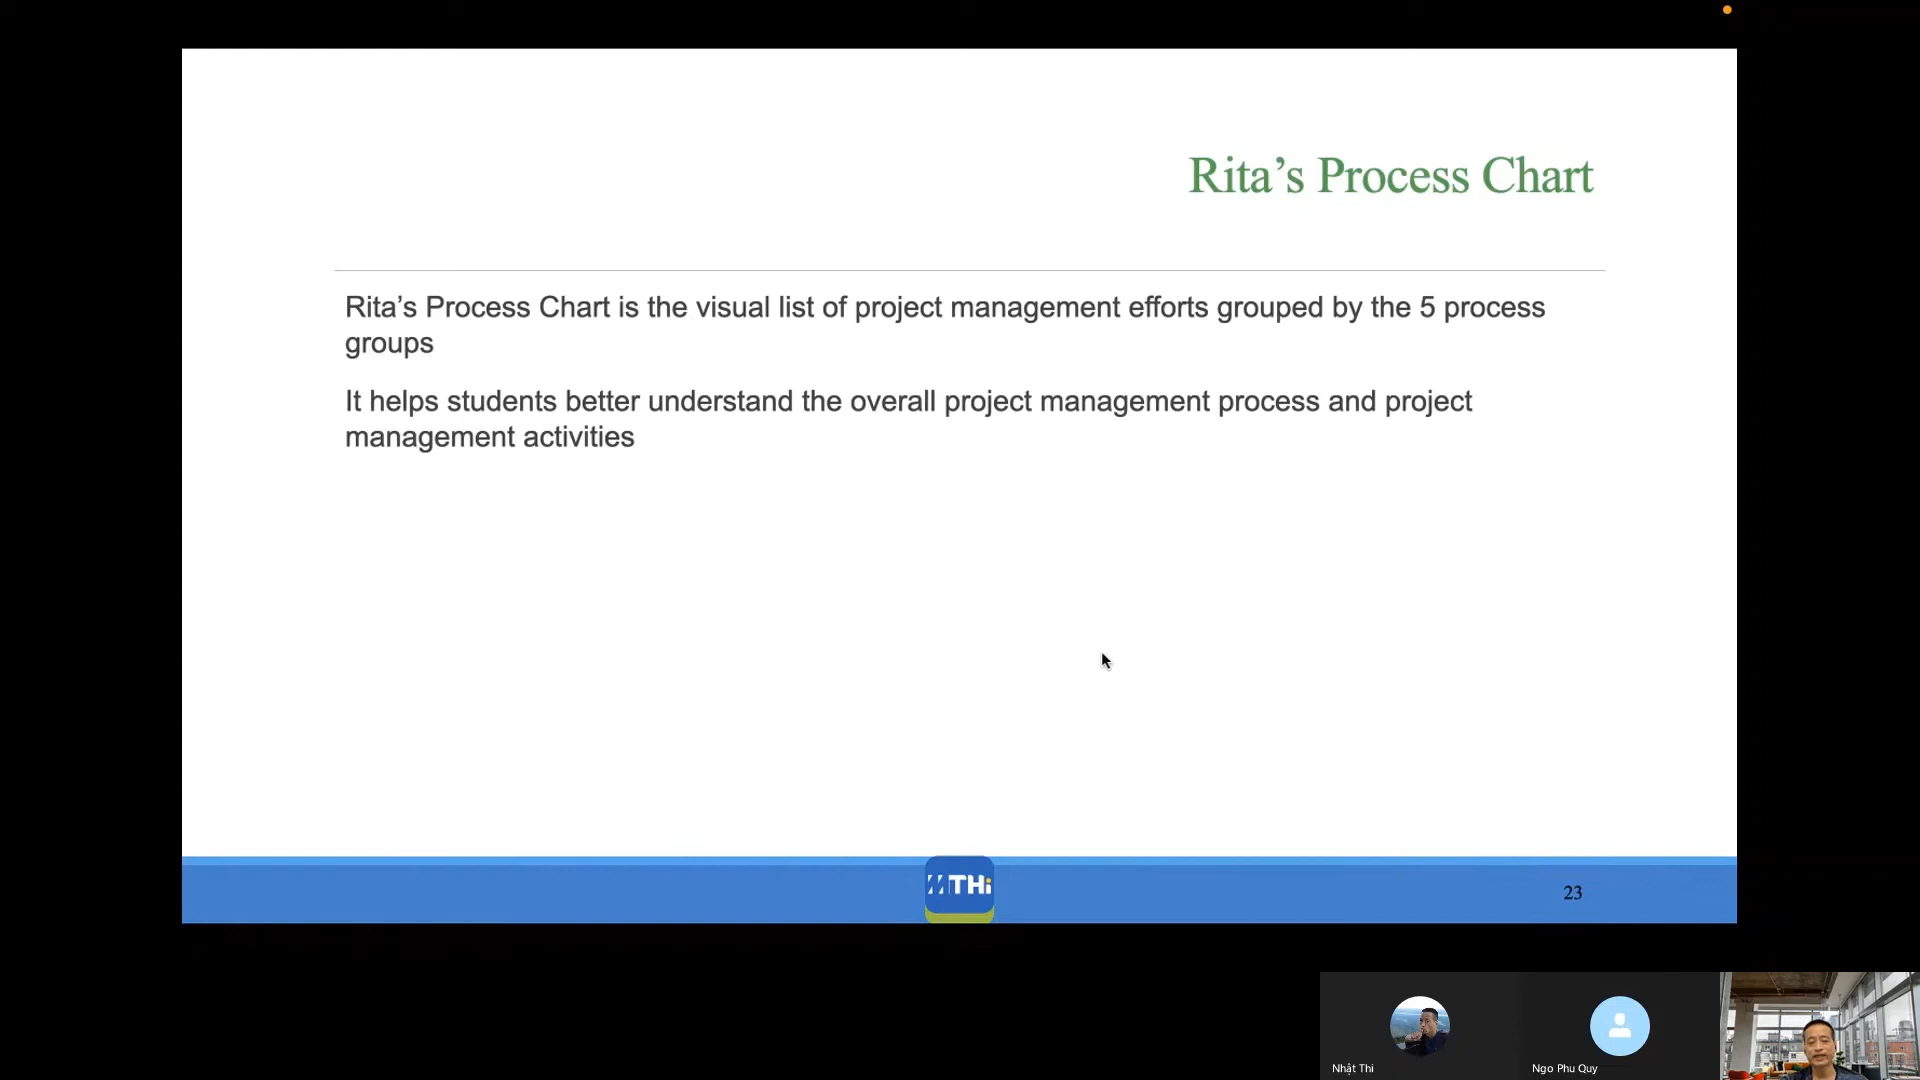 Rita’s Process Chart
Rita’s Process Chart is the visual list of project management efforts grouped by the 5 process
groups
It helps students better understand the overall project management process and project
management activities
THi
23
Nhật Thi
Ngo Phu Quy